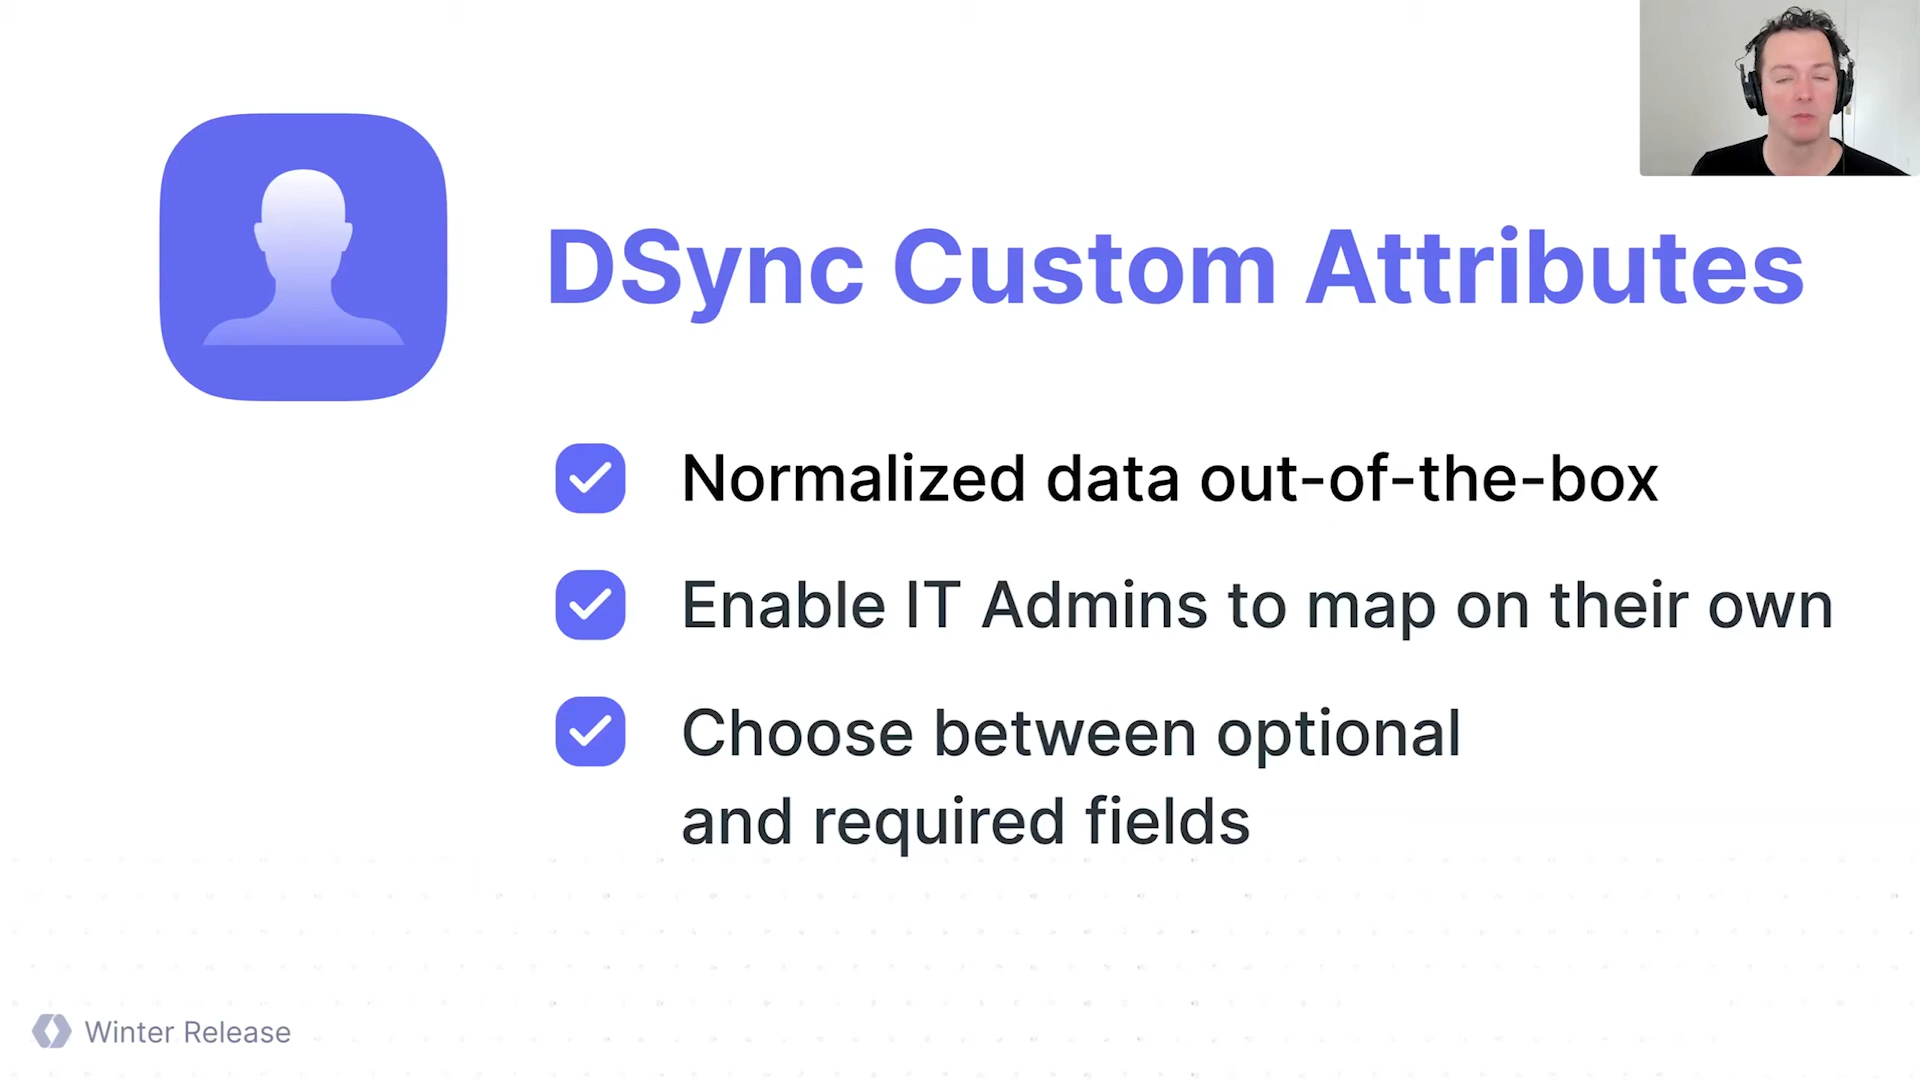 DSync Custom Attributes
Normalized data out-of-the-box
Enable IT Admins to map on their own
Choose between optional
and required fields
Winter Release